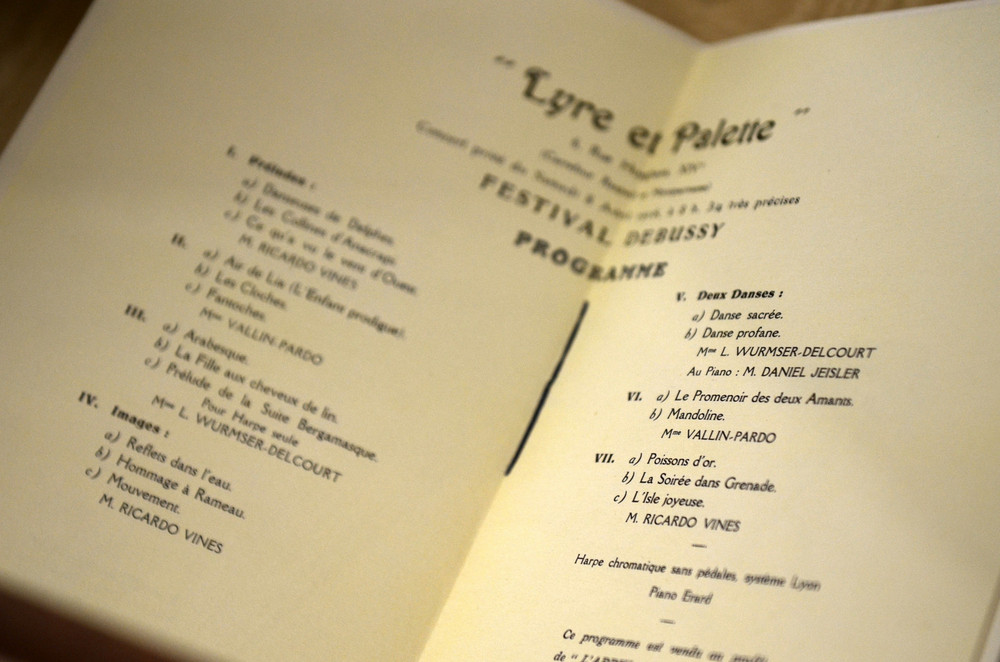 " Lyre et Palette "
6, Rue Huyghens, XIVe
très précises
FESTIVAL DEBUSSY
PROGRAMME
I. Préludes :
a) Danseuses de Delphes.
b) Les Collines d'Anacapi.
c) Ce qu'a vu le vent d'Ouest.
M. RICARDO VINES
II. a) Air de Lia (L'Enfant prodigue).
b) Les Cloches.
c) Fantoches.
Mme VALLIN-PARDO
III. a) Arabesque.
b) La Fille aux cheveux de lin.
c) Prélude de la Suite Bergamasque.
Pour Harpe seule
Mme L. WURMSER-DELCOURT
IV. Images :
a) Reflets dans l'eau.
b) Hommage à Rameau.
c) Mouvement.
M. RICARDO VINES
V. Deux Danses :
a) Danse sacrée.
b) Danse profane.
Mme L. WURMSER-DELCOURT
Au Piano : M. DANIEL JEISLER
VI. a) Le Promenoir des deux Amants.
b) Mandoline.
Mme VALLIN-PARDO
VII. a) Poissons d'or.
b) La Soirée dans Grenade.
c) L'Isle joyeuse.
M. RICARDO VINES
Harpe chromatique sans pédales, système Lyon
Piano Erard
Ce programme est vendu au
de "